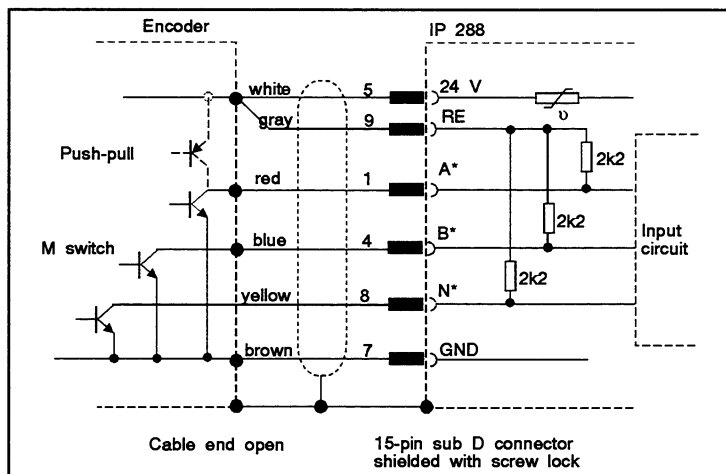 Encoder
IP 288
white 5 24 V
gray 9 RE
υ
Push-pull
2k2
red 1 A*
2k2
Input
circuit
M switch
blue 4 B*
2k2
yellow 8 N*
brown 7 GND
Cable end open
15-pin sub D connector
shielded with screw lock